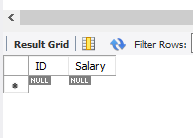 Result Grid Filter Rows:
ID Salary
NULL NULL